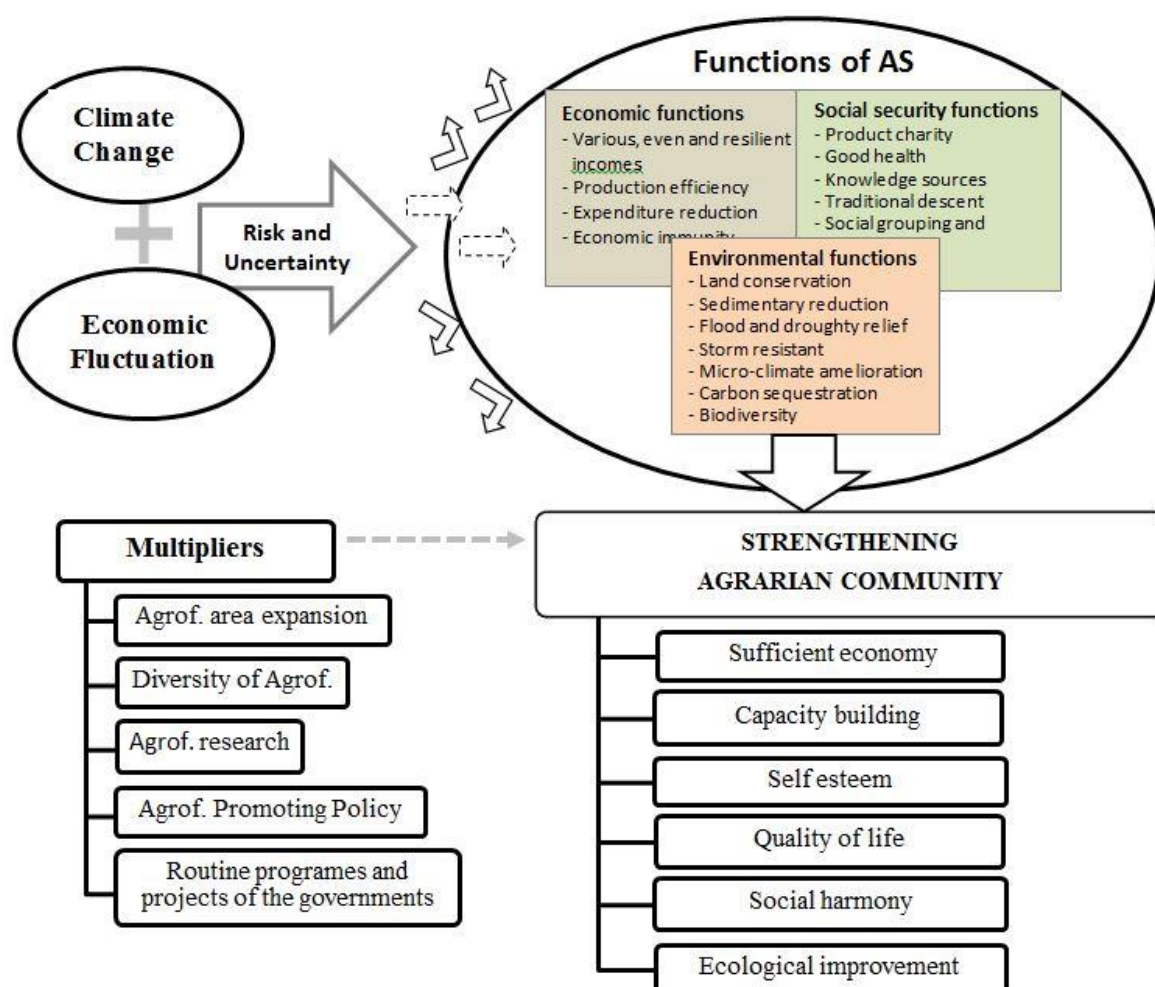 Climate
Change
Risk and
Uncertainty
Economic
Fluctuation
Functions of AS
Economic functions
- Various, even and resilient
incomes
- Production efficiency
- Expenditure reduction
- Economic immunity
Social security functions
- Product charity
- Good health
- Knowledge sources
- Traditional descent
- Social grouping and
Environmental functions
- Land conservation
- Sedimentary reduction
- Flood and droughty relief
- Storm resistant
- Micro-climate amelioration
- Carbon sequestration
- Biodiversity
Multipliers
Agrof. area expansion
Diversity of Agrof.
Agrof. research
Agrof. Promoting Policy
Routine programes and
projects of the governments
STRENGTHENING
AGRARIAN COMMUNITY
Sufficient economy
Capacity building
Self esteem
Quality of life
Social harmony
Ecological improvement